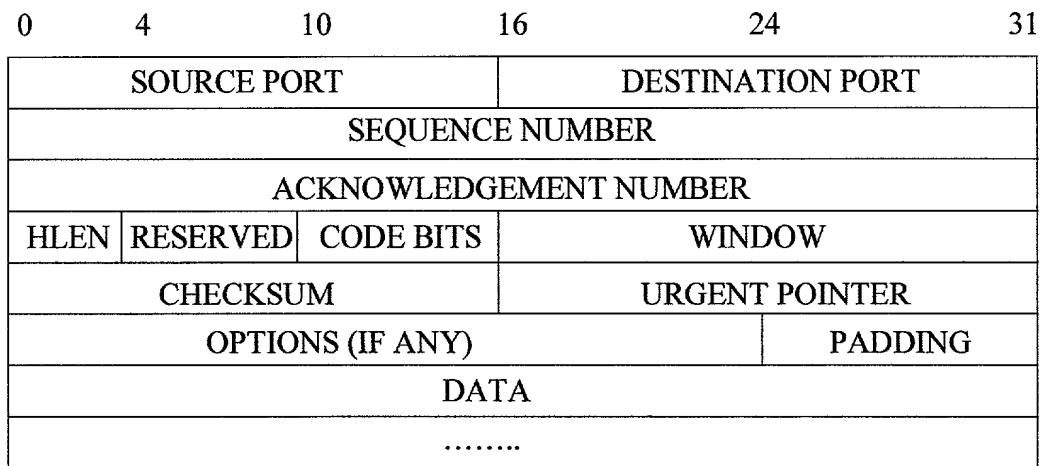 0 4 10 16 24 31
SOURCE PORT DESTINATION PORT
SEQUENCE NUMBER
ACKNOWLEDGEMENT NUMBER
HLEN RESERVED CODE BITS WINDOW
CHECKSUM URGENT POINTER
OPTIONS (IF ANY) PADDING
DATA
........